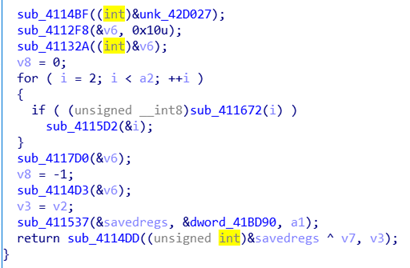 sub_4114BF((int)&unk_42D027);
sub_4112F8(&v6, 0x10u);
sub_41132A((int)&v6);
v8 = 0;
for ( i = 2; i < a2; ++i )
{
if ( (unsigned __int8)sub_411672(i) )
sub_4115D2(&i);
}
sub_4117D0(&v6);
v8 = -1;
sub_4114D3(&v6);
v3 = v2;
sub_411537(&savedregs, &dword_41BD90, a1);
return sub_4114DD((unsigned int)&savedregs ^ v7, v3);
}